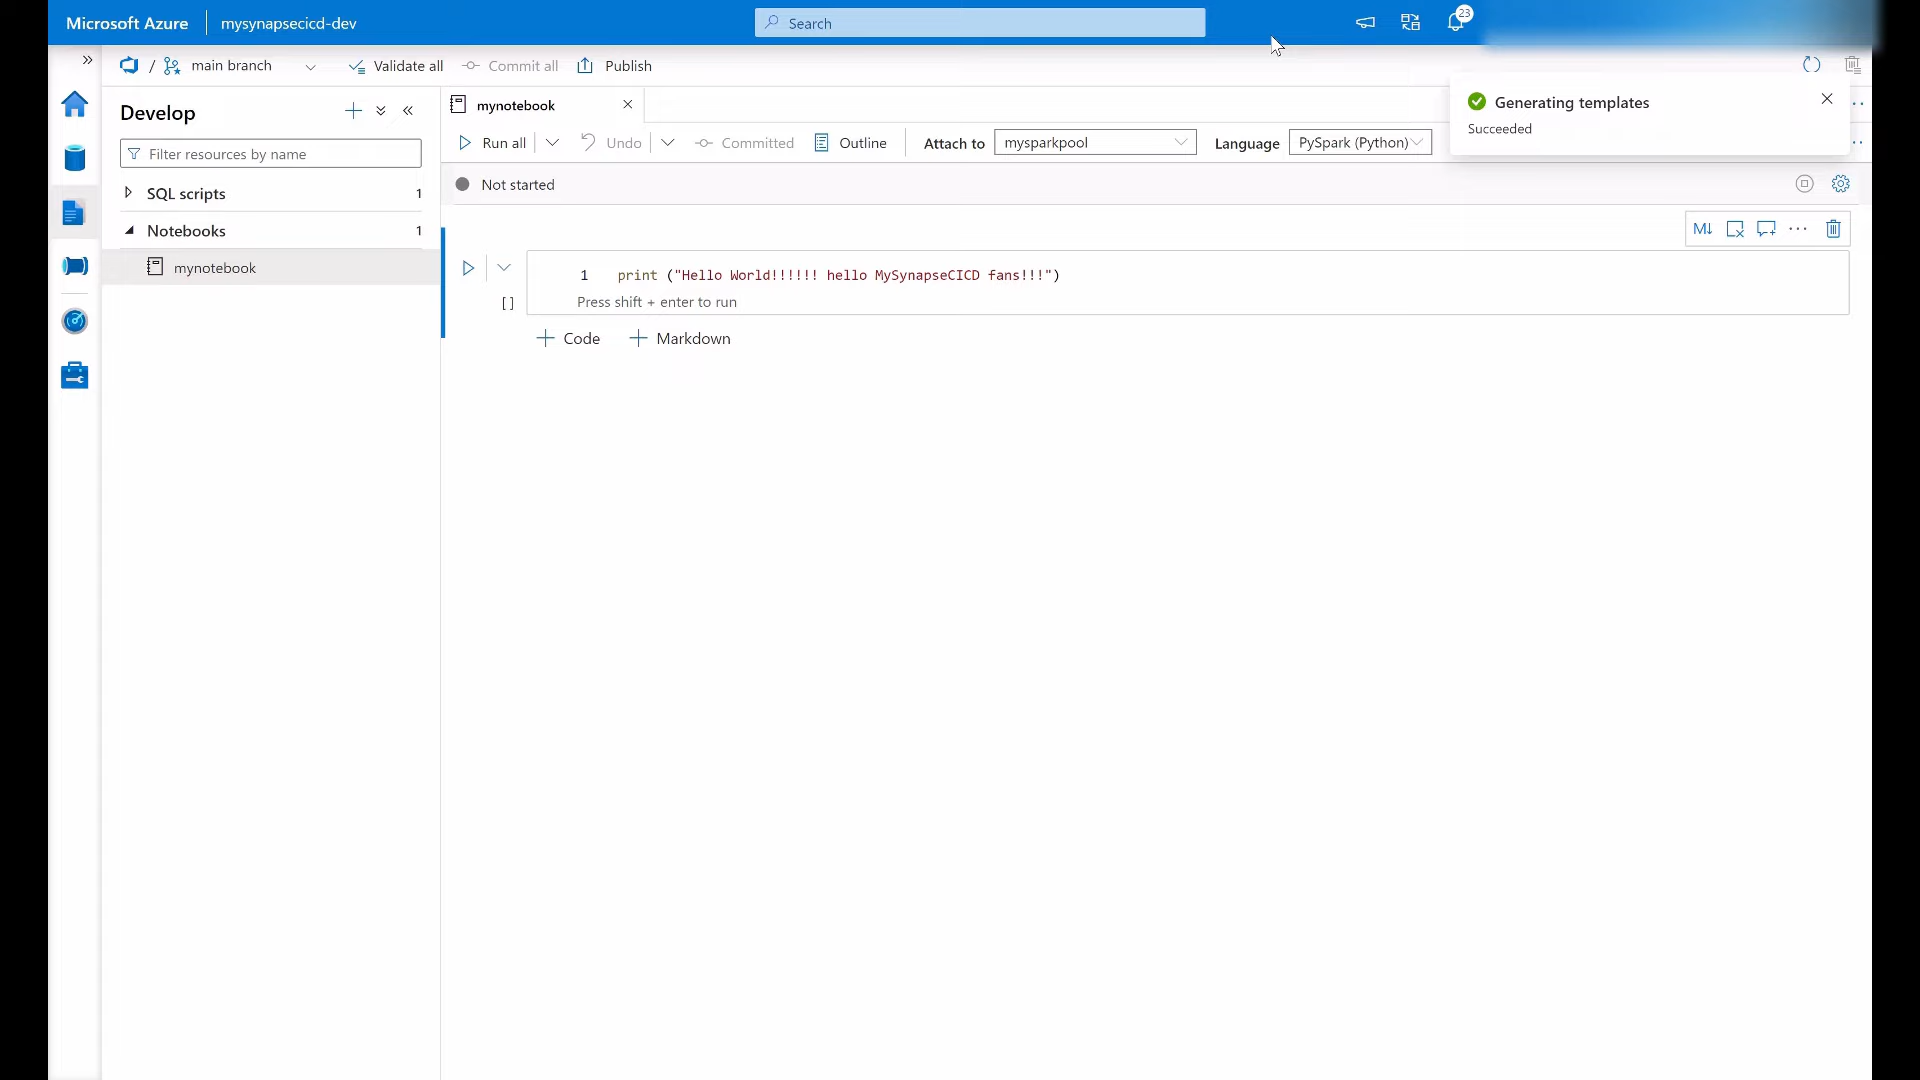 Microsoft Azure mysynapsecicd-dev Search 23
/ main branch Validate all Commit all Publish
Develop
mynotebook
Generating templates
Succeeded
Filter resources by name
Run all Undo Committed Outline Attach to mysparkpool Language PySpark (Python)
SQL scripts 1
Not started
Notebooks 1
M↓
mynotebook
1 print ("Hello World!!!!!! hello MySynapseCICD fans!!!")
[] Press shift + enter to run
Code Markdown